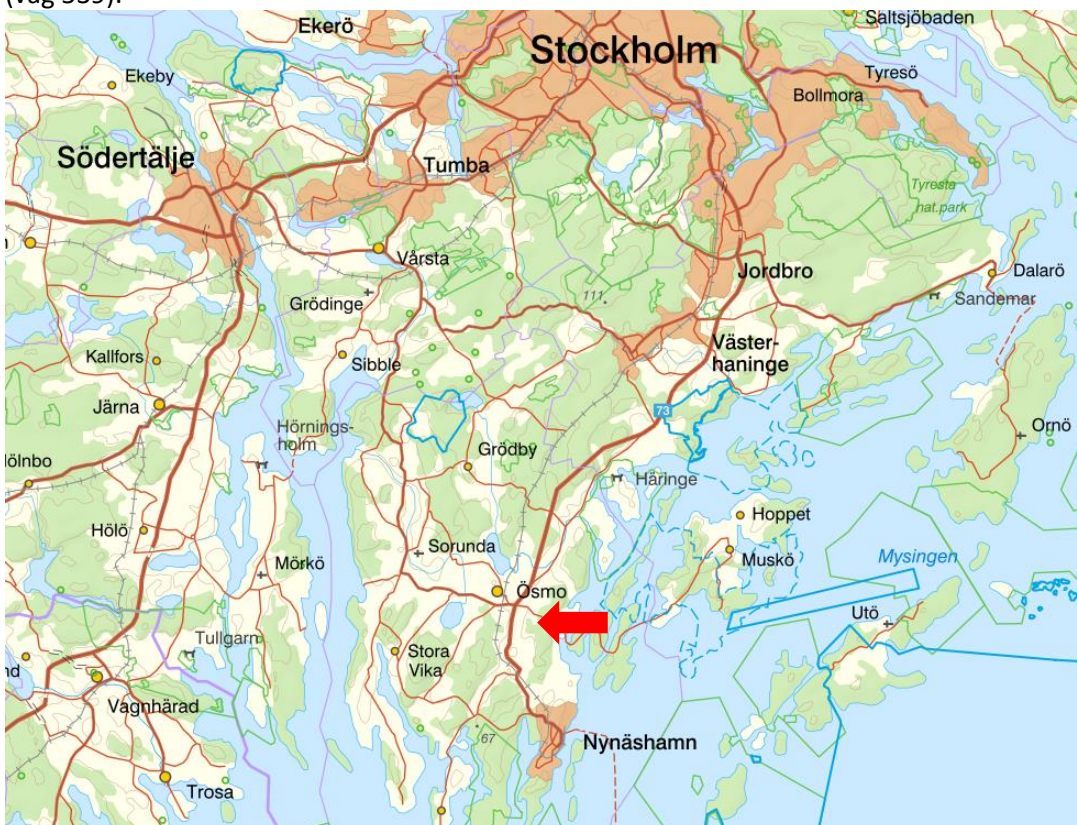 Ekerö
Saltsjöbaden
Stockholm
Ekeby
Tyresö
Bollmora
Södertälje
Tumba
Tyresta
nat.park
Vårsta
Jordbro
Dalarö
Grödinge
111
Sandemar
Kallfors
Sibble
Väster-
haninge
Järna
73
Hörnings-
holm
Ornö
Grödby
Häringe
Hölö
Hoppet
Sorunda
Muskö
Mysingen
Mörkö
Ösmo
Utö
Tullgarn
Stora
Vika
Vagnhärad
67
Nynäshamn
Trosa